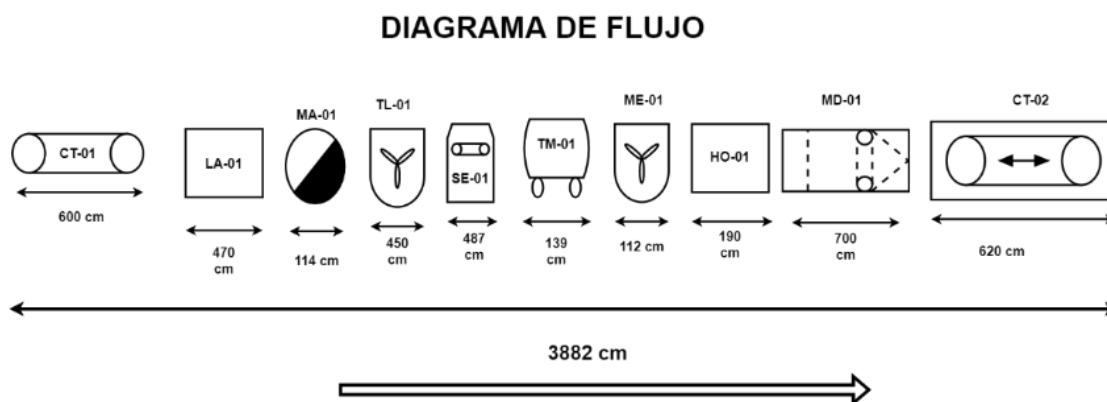 DIAGRAMA DE FLUJO
CT-01
600 cm
LA-01
470
cm
MA-01
114 cm
TL-01
450
cm
SE-01
487
cm
TM-01
139
cm
ME-01
112 cm
HO-01
190
cm
MD-01
700
cm
CT-02
620 cm
3882 cm